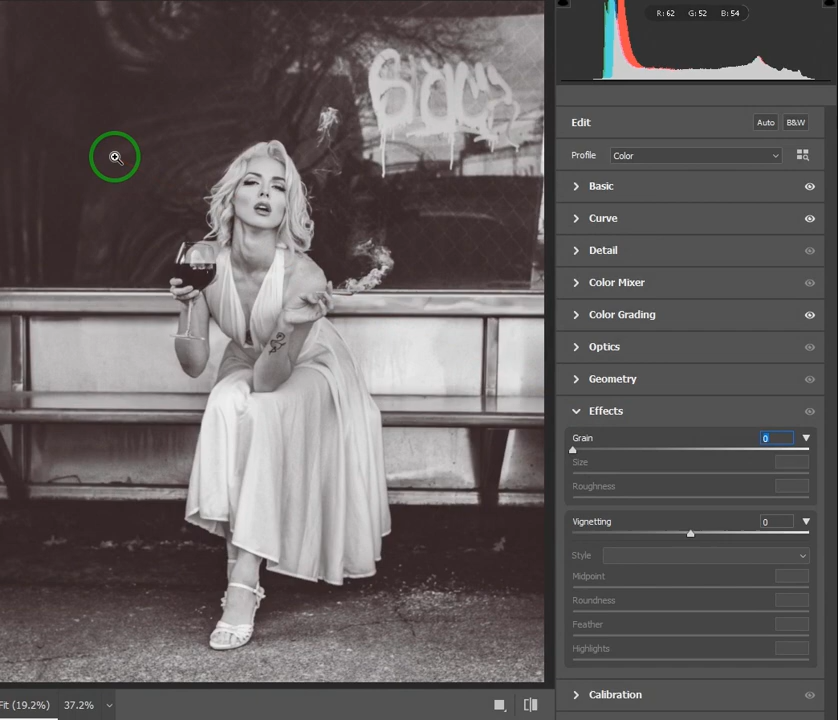 R: 62 G: 52 B: 54
Edit Auto B&W
Profile Color
Basic
Curve
Detail
Color Mixer
Color Grading
Optics
Geometry
Effects
Grain 0
Size
Roughness
Vignetting 0
Style
Midpoint
Roundness
Feather
Highlights
Calibration
Fit (19.2%) 37.2%